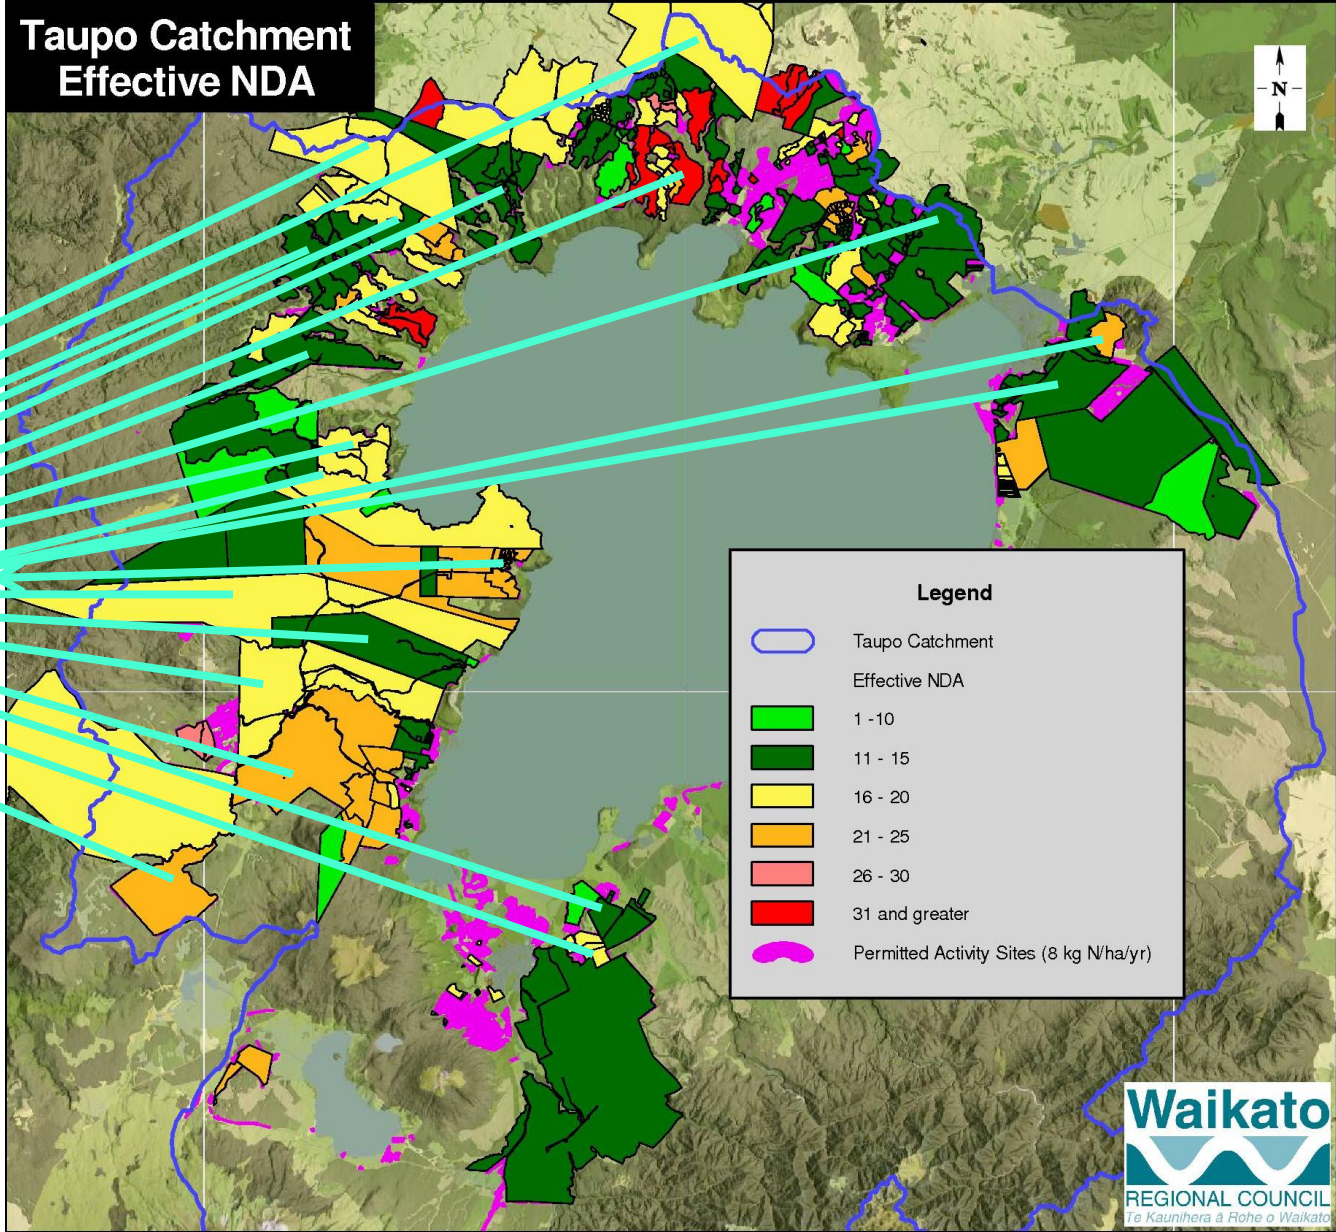 Taupo Catchment
Effective NDA
N
Legend
Taupo Catchment
Effective NDA
1 -10
11 - 15
16 - 20
21 - 25
26 - 30
31 and greater
Permitted Activity Sites (8 kg N/ha/yr)
Waikato
REGIONAL COUNCIL
Te Kaunihera ā Rohe o Waikato